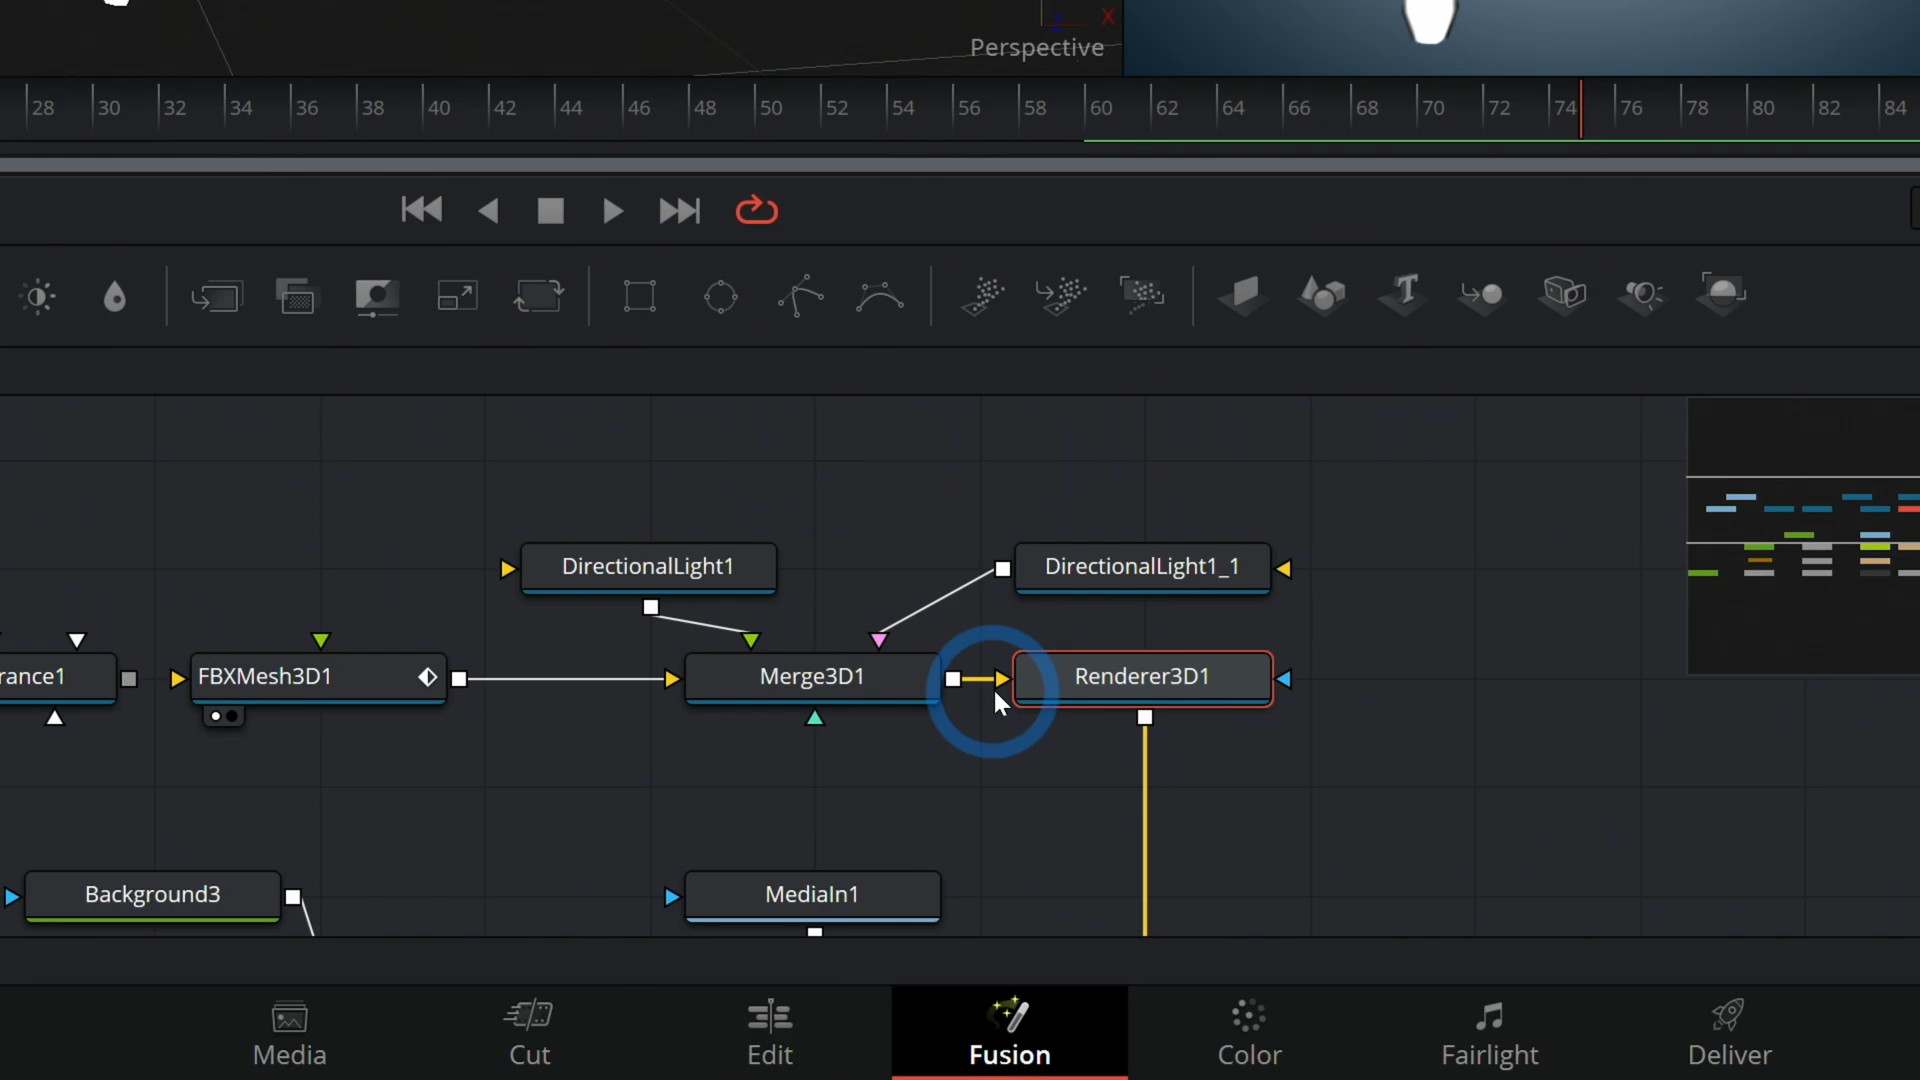 X
Z
Perspective
28 30 32 34 36 38 40 42 44 46 48 50 52 54 56 58 60 62 64 66 68 70 72 74 76 78 80 82 84
DirectionalLight1
DirectionalLight1_1
rance1
FBXMesh3D1
Merge3D1
Renderer3D1
Background3
MediaIn1
Media
Cut
Edit
Fusion
Color
Fairlight
Deliver